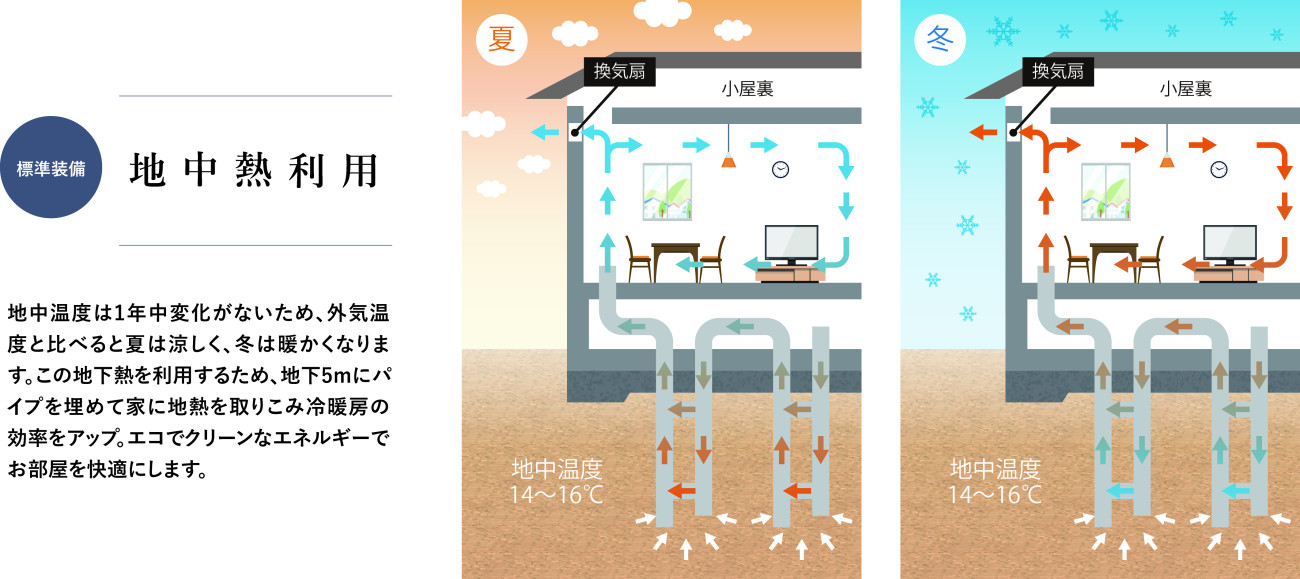 標準装備
地中熱利用
地中温度は1年中変化がないため、外気温
度と比べると夏は涼しく、冬は暖かくなりま
す。この地下熱を利用するため、地下5mにパ
イプを埋めて家に地熱を取りこみ冷暖房の
効率をアップ。エコでクリーンなエネルギーで
お部屋を快適にします。
夏
換気扇
小屋裏
地中温度
14～16℃
冬
換気扇
小屋裏
地中温度
14～16℃